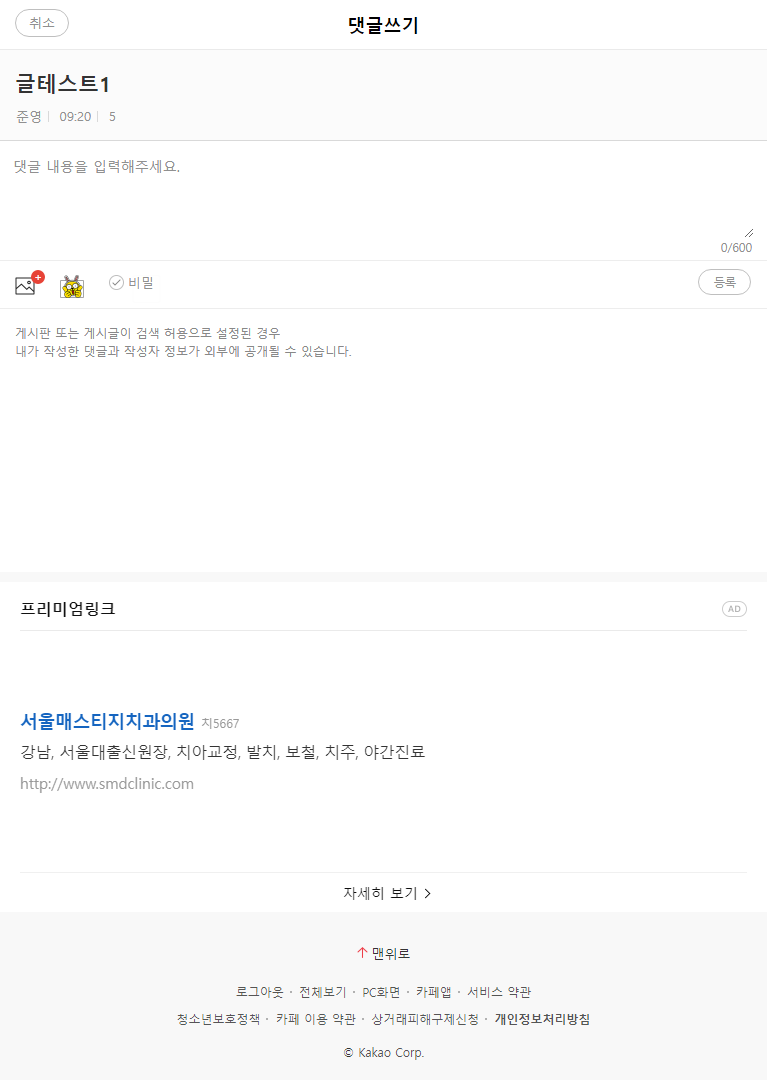 취소
댓글쓰기
글테스트1
준영 09:20 5
댓글 내용을 입력해주세요.
0/600
비밀
등록
게시판 또는 게시글이 검색 허용으로 설정된 경우
내가 작성한 댓글과 작성자 정보가 외부에 공개될 수 있습니다.
프리미엄링크
AD
서울매스티지치과의원 치5667
강남, 서울대출신원장, 치아교정, 발치, 보철, 치주, 야간진료
http://www.smdclinic.com
자세히 보기
맨위로
로그아웃 · 전체보기 · PC화면 · 카페앱 · 서비스 약관
청소년보호정책 · 카페 이용 약관 · 상거래피해구제신청 · 개인정보처리방침
© Kakao Corp.